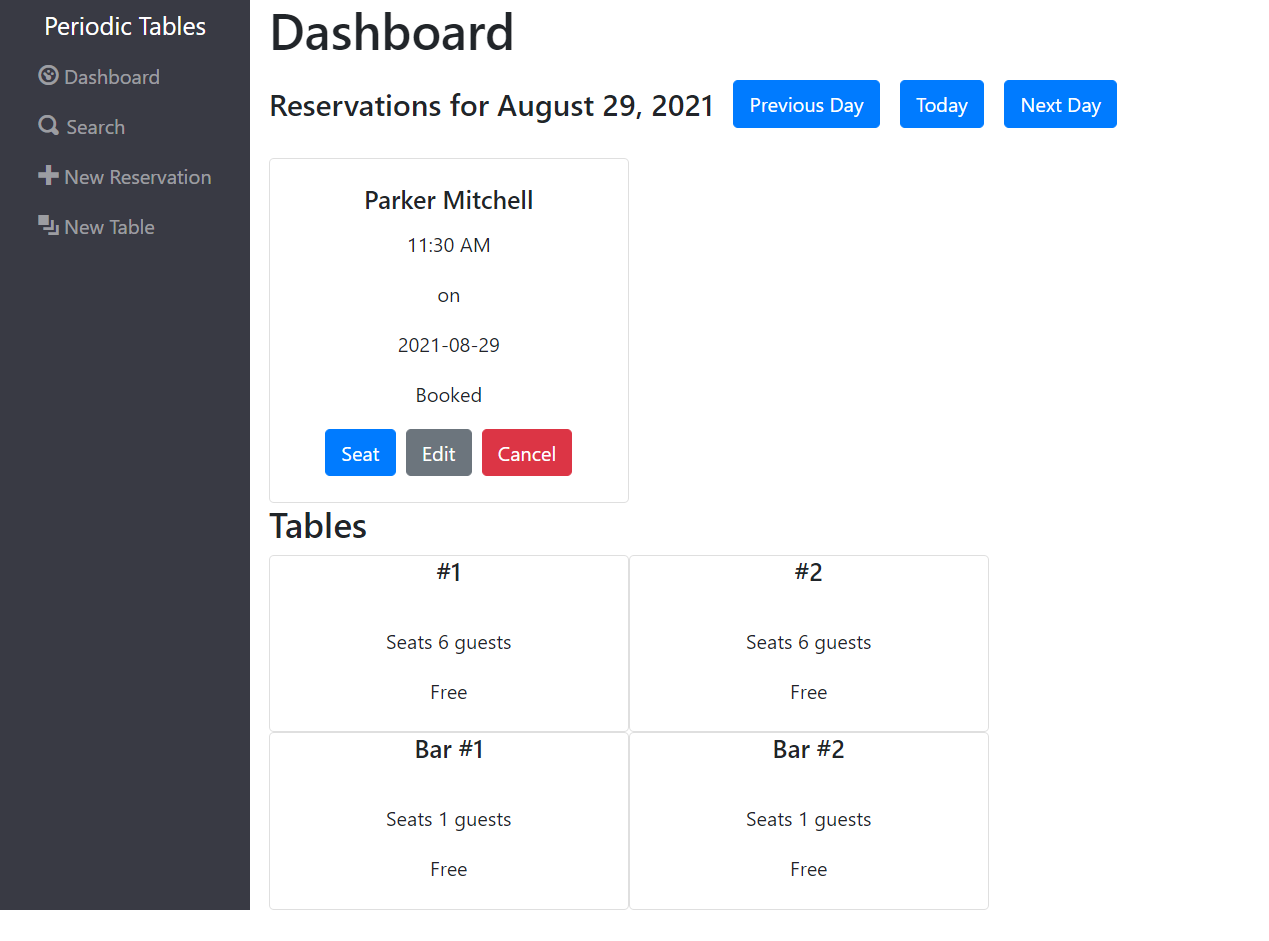 Periodic Tables
Dashboard
Search
New Reservation
New Table
Dashboard
Reservations for August 29, 2021 Previous Day Today Next Day
Parker Mitchell
11:30 AM
on
2021-08-29
Booked
Seat Edit Cancel
Tables
#1
Seats 6 guests
Free
#2
Seats 6 guests
Free
Bar #1
Seats 1 guests
Free
Bar #2
Seats 1 guests
Free